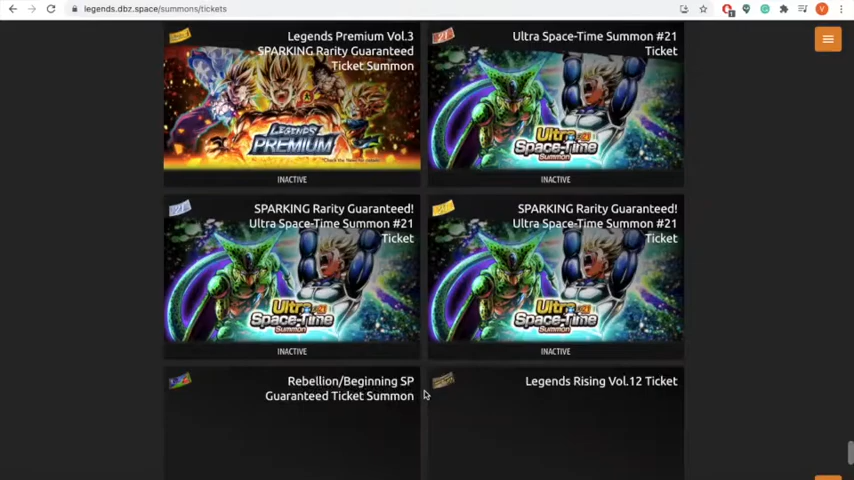 legends.dbz.space/summons/tickets
1
V
Legends Premium Vol.3
SPARKING Rarity Guaranteed
Ticket Summon
LEGENDS
PREMIUM
INACTIVE
21
Ultra Space-Time Summon #21
Ticket
Ultra
Space-Time
Summon
INACTIVE
21
SPARKING Rarity Guaranteed!
Ultra Space-Time Summon #21
Ticket
Ultra
Space-Time
Summon
INACTIVE
SPARKING Rarity Guaranteed!
Ultra Space-Time Summon #21
Ticket
Ultra
Space-Time
Summon
INACTIVE
Rebellion/Beginning SP
Guaranteed Ticket Summon
Legends Rising Vol.12 Ticket